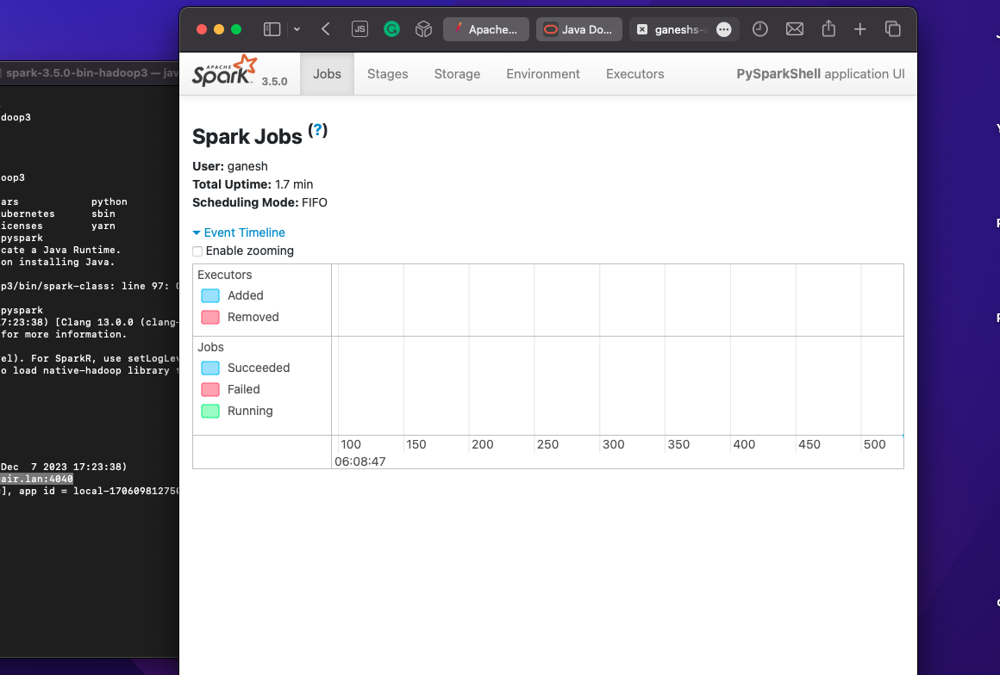 JS
Apache...
Java Do...
ganeshs-a
spark-3.5.0-bin-hadoop3 — jav
doop3
oop3
ars python
ubernetes sbin
icenses yarn
pyspark
cate a Java Runtime.
on installing Java.
p3/bin/spark-class: line 97:
pyspark
17:23:38) [Clang 13.0.0 (clang-
for more information.
el). For SparkR, use setLogLev
o load native-hadoop library
Dec 7 2023 17:23:38)
air.lan:4040
], app id = local-170609812750
APACHE
Spark 3.5.0
Jobs
Stages
Storage
Environment
Executors
PySparkShell application UI
Spark Jobs (?)
User: ganesh
Total Uptime: 1.7 min
Scheduling Mode: FIFO
Event Timeline
Enable zooming
Executors
Added
Removed
Jobs
Succeeded
Failed
Running
100 150 200 250 300 350 400 450 500
06:08:47